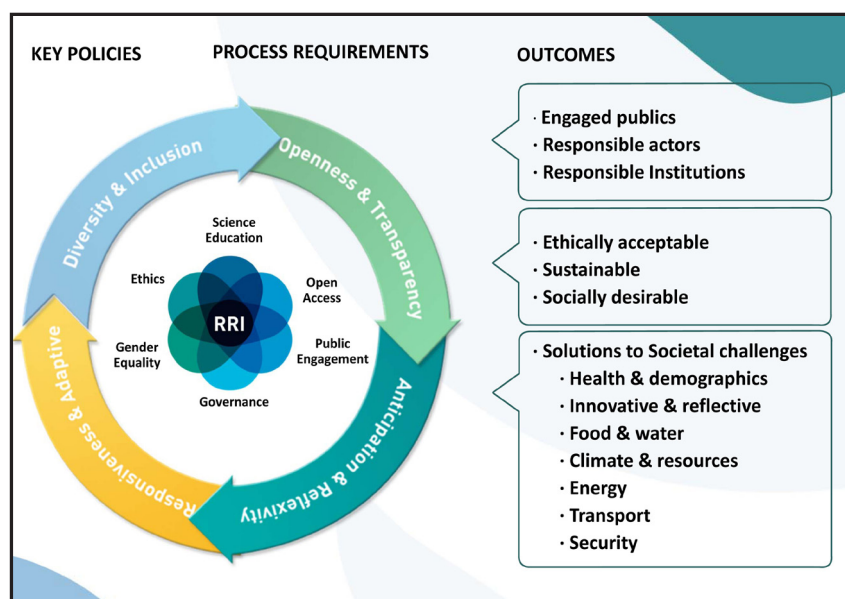 KEY POLICIES
PROCESS REQUIREMENTS
OUTCOMES
Diversity & Inclusion
Openness & Transparency
Anticipation & Reflexivity
Responsiveness & Adaptive
Science
Education
Ethics
Open
Access
RRI
Gender
Equality
Public
Engagement
Governance
· Engaged publics
· Responsible actors
· Responsible Institutions
· Ethically acceptable
· Sustainable
· Socially desirable
· Solutions to Societal challenges
· Health & demographics
· Innovative & reflective
· Food & water
· Climate & resources
· Energy
· Transport
· Security